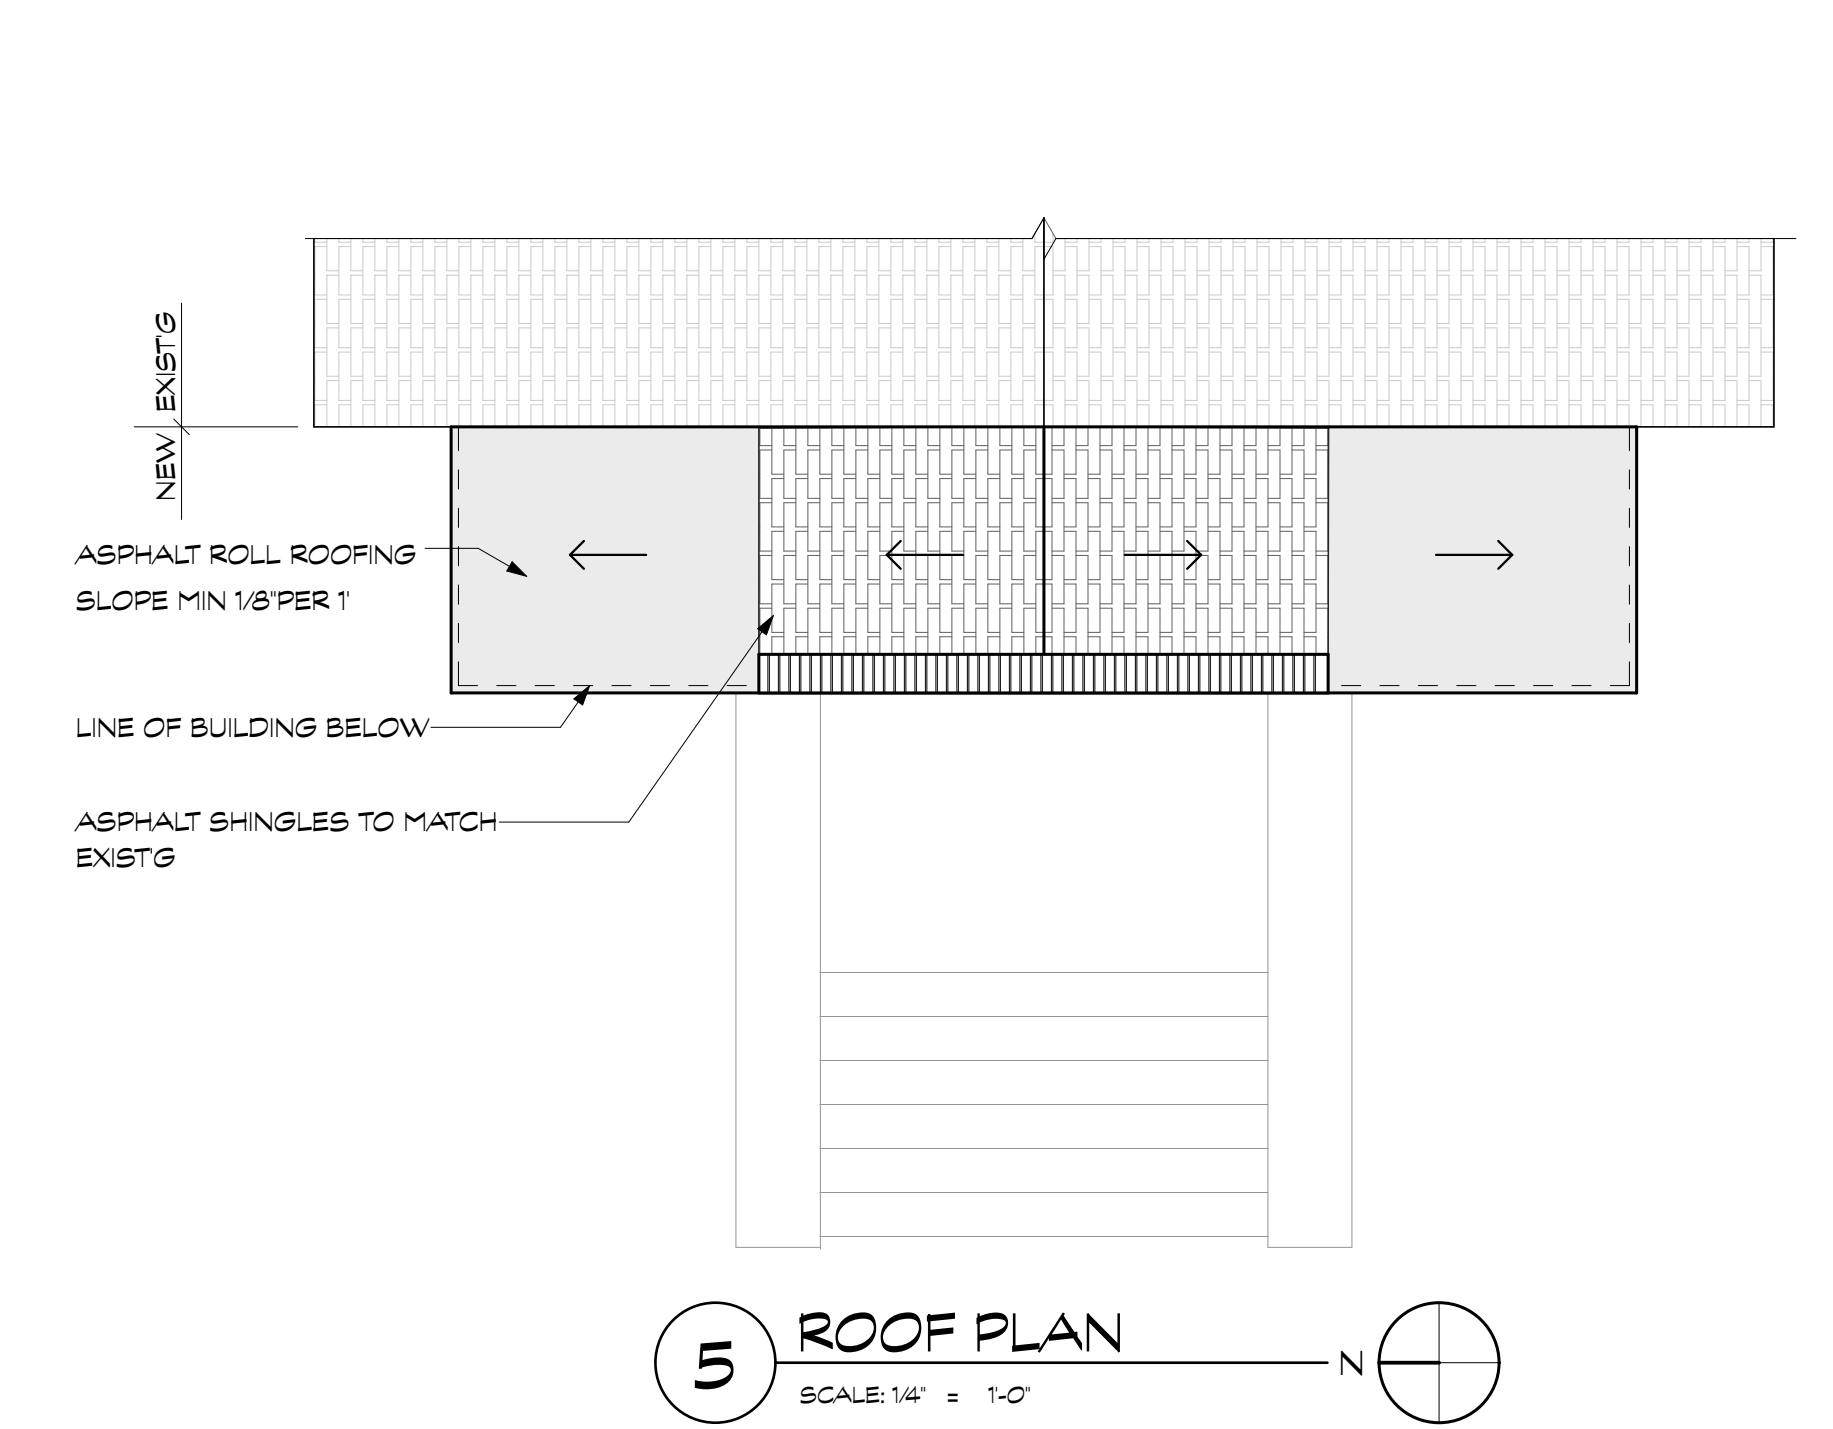 EXIST'G
NEW
ASPHALT ROLL ROOFING
SLOPE MIN 1/8"PER 1'
LINE OF BUILDING BELOW
ASPHALT SHINGLES TO MATCH
EXIST'G
5
ROOF PLAN
SCALE: 1/4" = 1'-0"
N